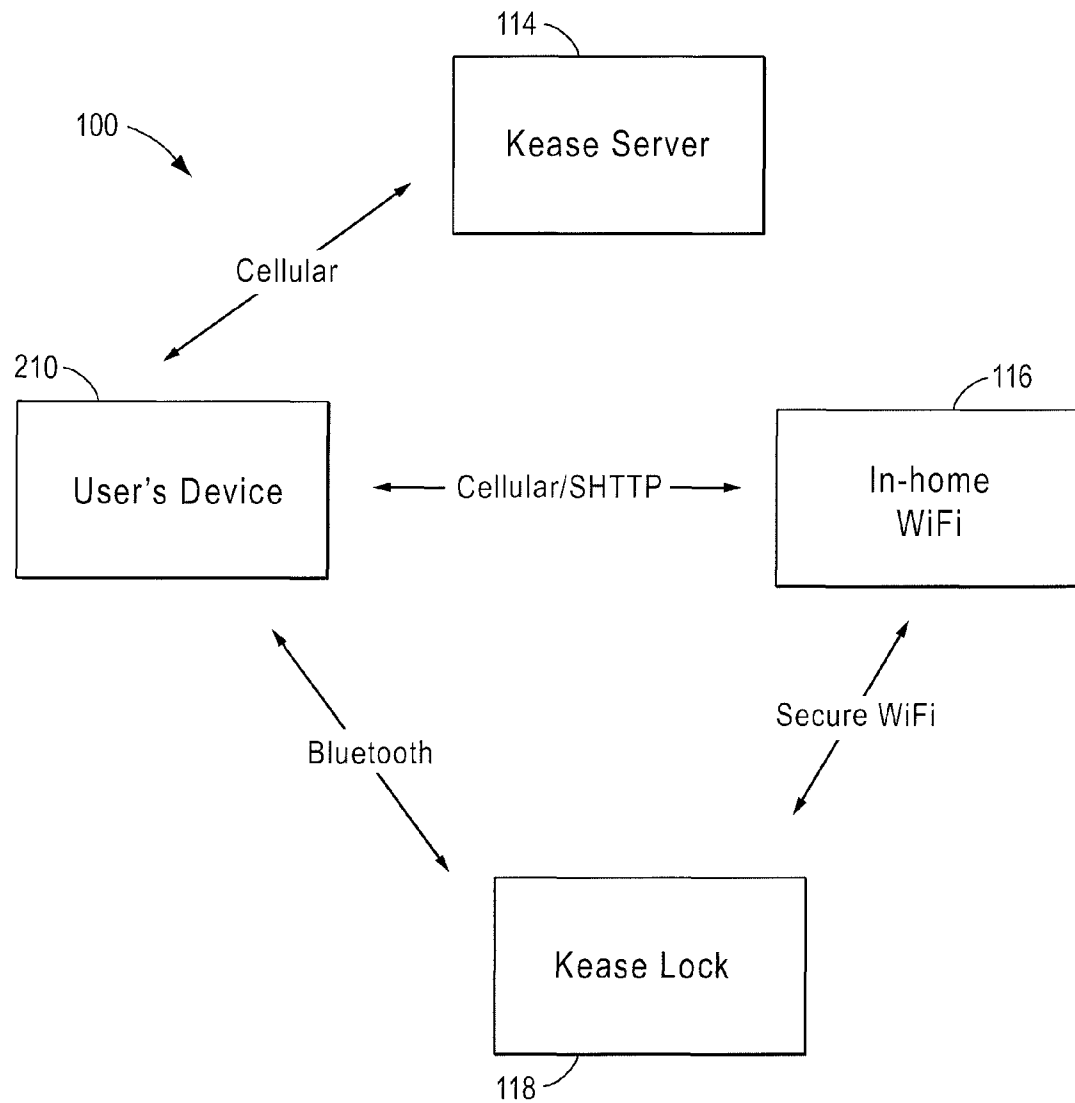 114
100
Kease Server
Cellular
210
116
User's Device
Cellular/SHTTP
In-home
WiFi
Secure WiFi
Bluetooth
Kease Lock
118